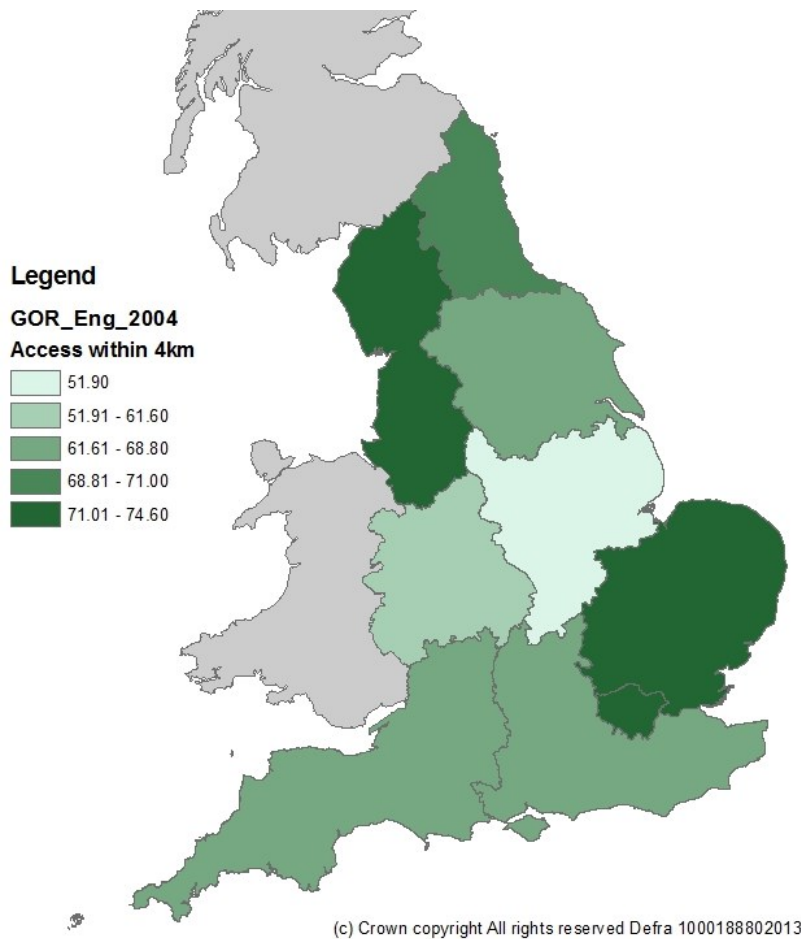 Legend
GOR_Eng_2004
Access within 4km
51.90
51.91 - 61.60
61.61 - 68.80
68.81 - 71.00
71.01 - 74.60
(c) Crown copyright All rights reserved Defra 1000188802013